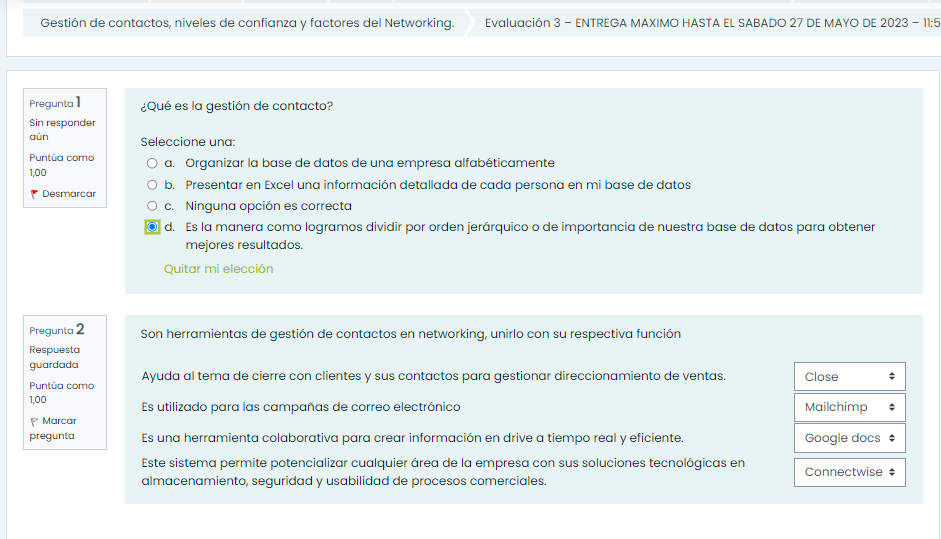 Gestión de contactos, niveles de confianza y factores del Networking.
Evaluación 3 – ENTREGA MAXIMO HASTA EL SABADO 27 DE MAYO DE 2023 – 11:5
Pregunta 1
Sin responder
aún
Puntúa como
1,00
Desmarcar
¿Qué es la gestión de contacto?
Seleccione una:
a. Organizar la base de datos de una empresa alfabéticamente
b. Presentar en Excel una información detallada de cada persona en mi base de datos
c. Ninguna opción es correcta
d. Es la manera como logramos dividir por orden jerárquico o de importancia de nuestra base de datos para obtener
mejores resultados.
Quitar mi elección
Pregunta 2
Respuesta
guardada
Puntúa como
1,00
Marcar
pregunta
Son herramientas de gestión de contactos en networking, unirlo con su respectiva función
Ayuda al tema de cierre con clientes y sus contactos para gestionar direccionamiento de ventas.
Close
Es utilizado para las campañas de correo electrónico
Mailchimp
Es una herramienta colaborativa para crear información en drive a tiempo real y eficiente.
Google docs
Este sistema permite potencializar cualquier área de la empresa con sus soluciones tecnológicas en
almacenamiento, seguridad y usabilidad de procesos comerciales.
Connectwise